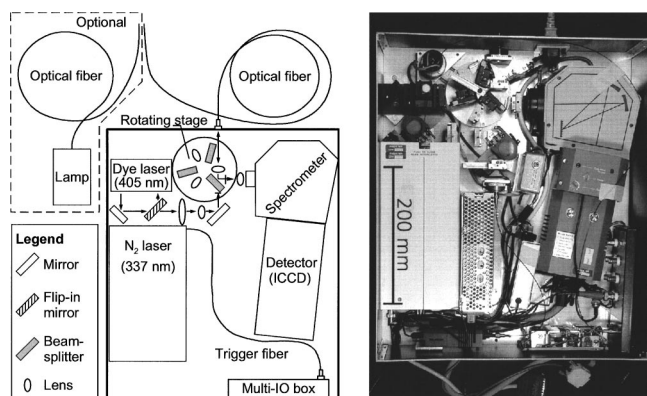 Optional
Optical fiber
Optical fiber
Rotating stage
Lamp
Dye laser
(405 nm)
Spectrometer
Legend
Mirror
Flip-in
mirror
Beam-
splitter
Lens
N2 laser
(337 nm)
Detector
(ICCD)
Trigger fiber
Multi-IO box
200 mm